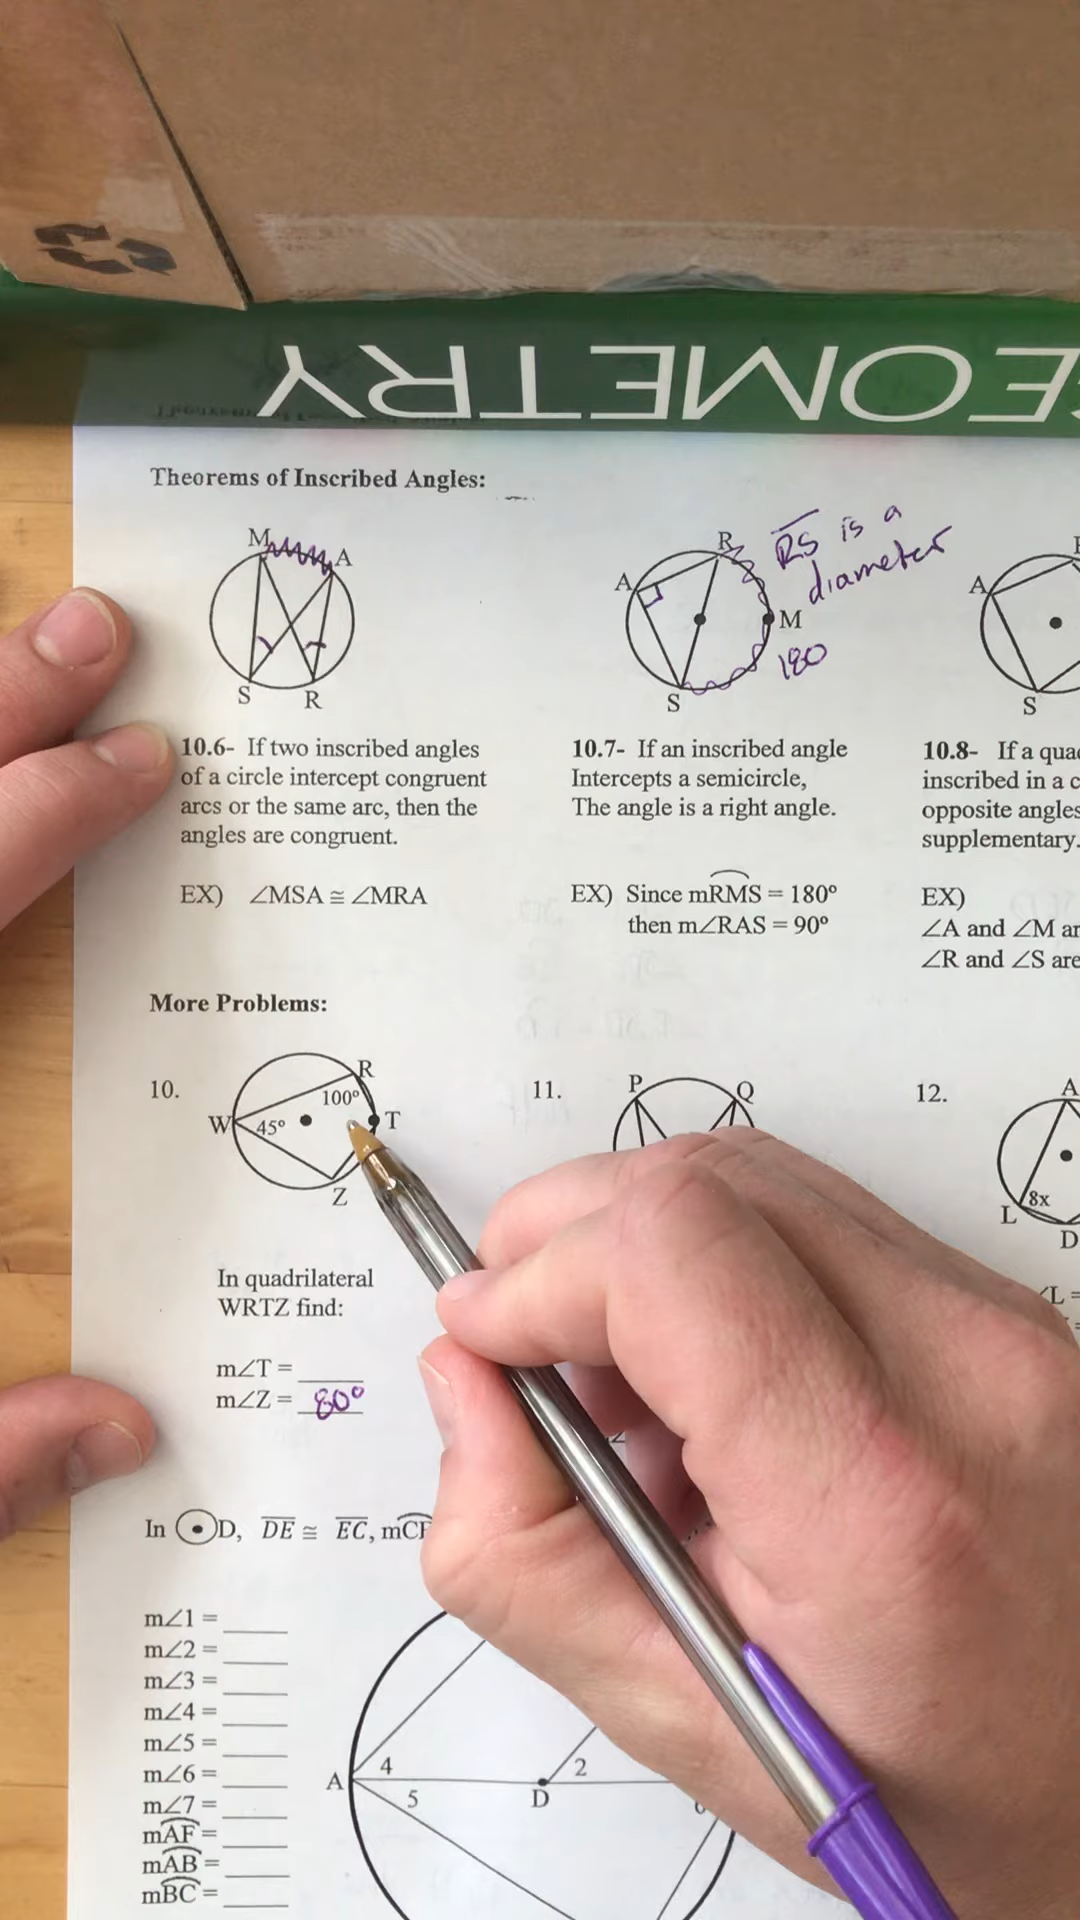 GEOMETRY
Theorems of Inscribed Angles:
M
A
S
R
R
A
M
S
RS is a
diameter
180
A
S
10.6- If two inscribed angles
of a circle intercept congruent
arcs or the same arc, then the
angles are congruent.
EX) ∠MSA ≅ ∠MRA
10.7- If an inscribed angle
Intercepts a semicircle,
The angle is a right angle.
EX) Since mRMS = 180°
then m∠RAS = 90°
10.8- If a
inscribed in a
opposite angles
supplementary.
EX)
∠A and ∠M
∠R and ∠S are
More Problems:
10.
R
100°
W
45°
T
Z
In quadrilateral
WRTZ find:
m∠T =
m∠Z = 80°
11.
P
Q
12.
A
L
8x
D
∠L =
In ⊙D, DE ≅ EC, m
m∠1 =
m∠2 =
m∠3 =
m∠4 =
m∠5 =
m∠6 =
m∠7 =
mAF =
mAB =
mBC =
A
4
5
D
2